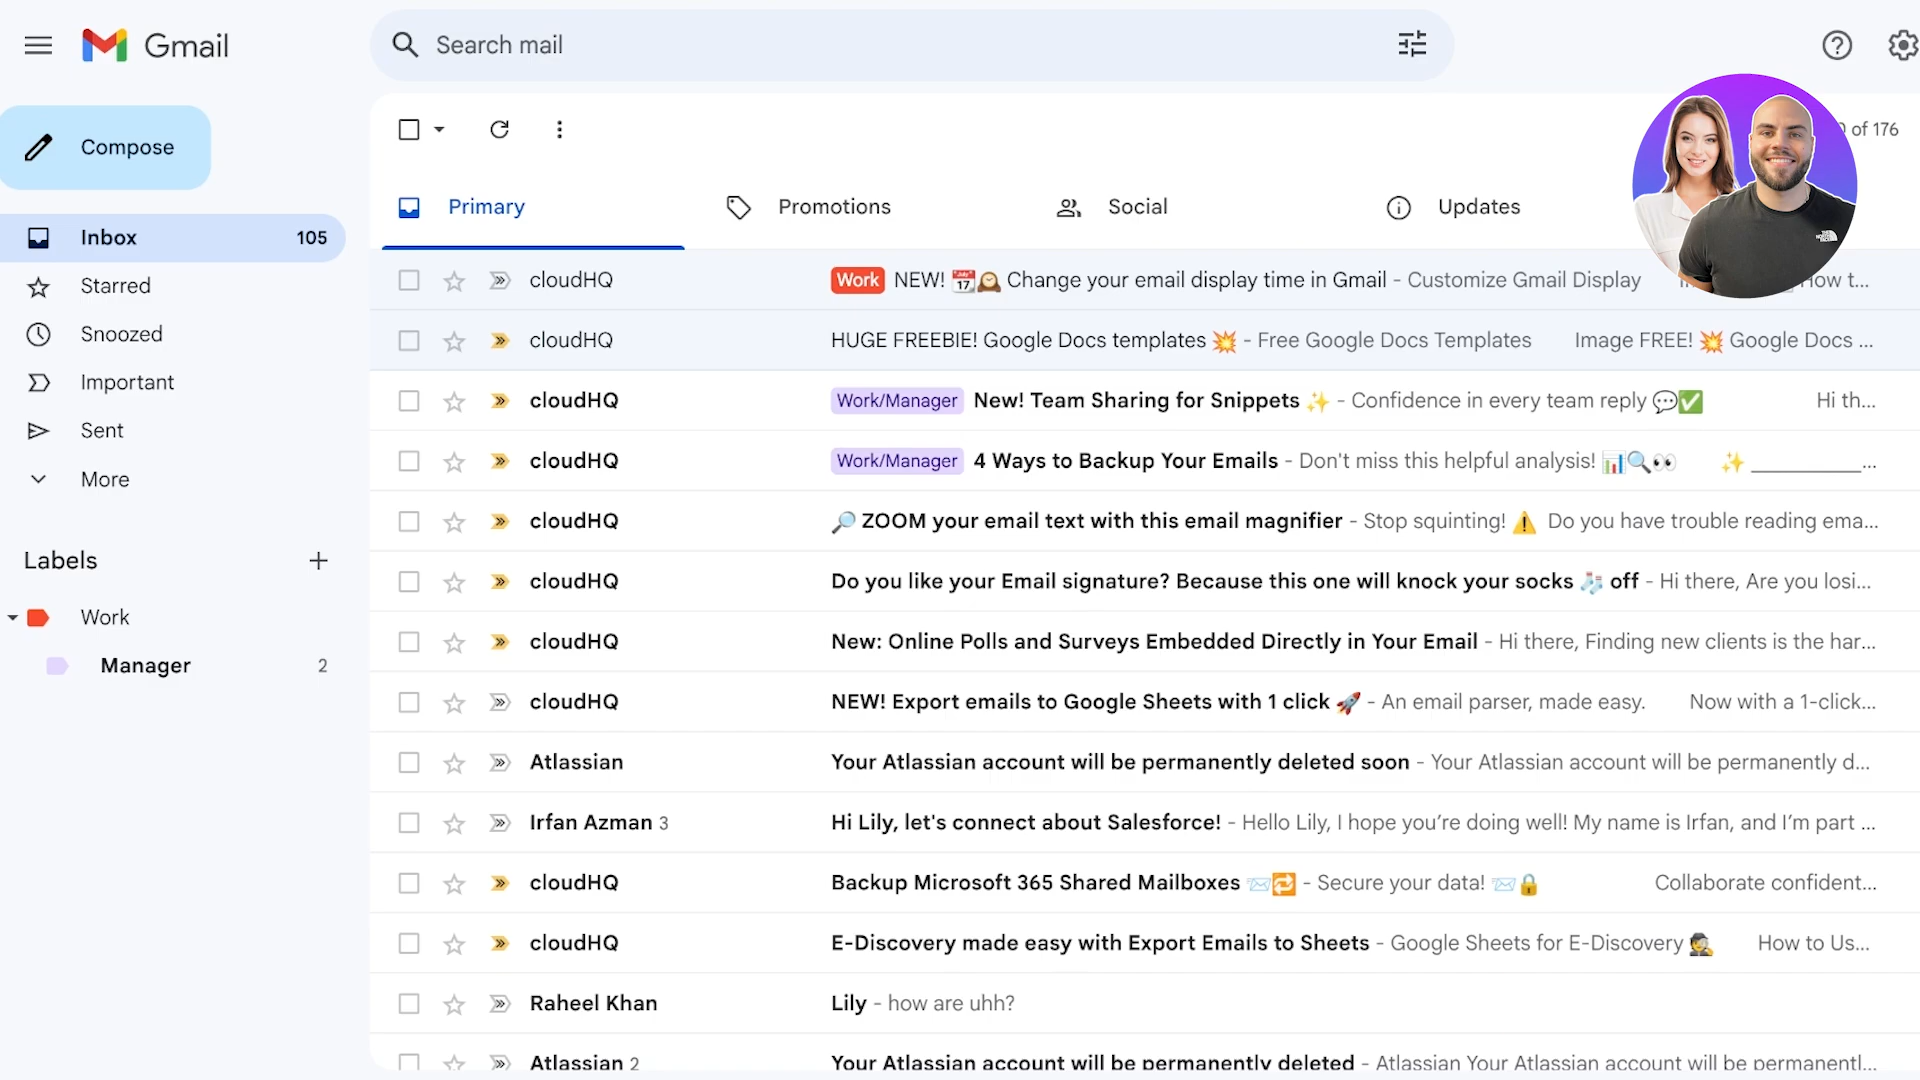 Gmail
Search mail
Compose
of 176
Primary
Promotions
Social
Updates
Inbox 105
Starred
Snoozed
Important
Sent
More
Labels
Work
Manager 2
cloudHQ Work NEW! 📅🕰️ Change your email display time in Gmail - Customize Gmail Display How t...
cloudHQ HUGE FREEBIE! Google Docs templates 💥 - Free Google Docs Templates Image FREE! 💥 Google Docs ...
cloudHQ Work/Manager New! Team Sharing for Snippets ✨ - Confidence in every team reply 💬✅ Hi th...
cloudHQ Work/Manager 4 Ways to Backup Your Emails - Don't miss this helpful analysis! 📊🔍👀 ✨ ___________...
cloudHQ 🔎 ZOOM your email text with this email magnifier - Stop squinting! ⚠️ Do you have trouble reading ema...
cloudHQ Do you like your Email signature? Because this one will knock your socks 🧦 off - Hi there, Are you losi...
cloudHQ New: Online Polls and Surveys Embedded Directly in Your Email - Hi there, Finding new clients is the har...
cloudHQ NEW! Export emails to Google Sheets with 1 click 🚀 - An email parser, made easy. Now with a 1-click...
Atlassian Your Atlassian account will be permanently deleted soon - Your Atlassian account will be permanently d...
Irfan Azman 3 Hi Lily, let's connect about Salesforce! - Hello Lily, I hope you’re doing well! My name is Irfan, and I’m part ...
cloudHQ Backup Microsoft 365 Shared Mailboxes 📨🔁 - Secure your data! 📨🔒 Collaborate confident...
cloudHQ E-Discovery made easy with Export Emails to Sheets - Google Sheets for E-Discovery 🕵️ How to Us...
Raheel Khan Lily - how are uhh?
Atlassian 2 Your Atlassian account will be permanently deleted - Atlassian Your Atlassian account will be permanentl...